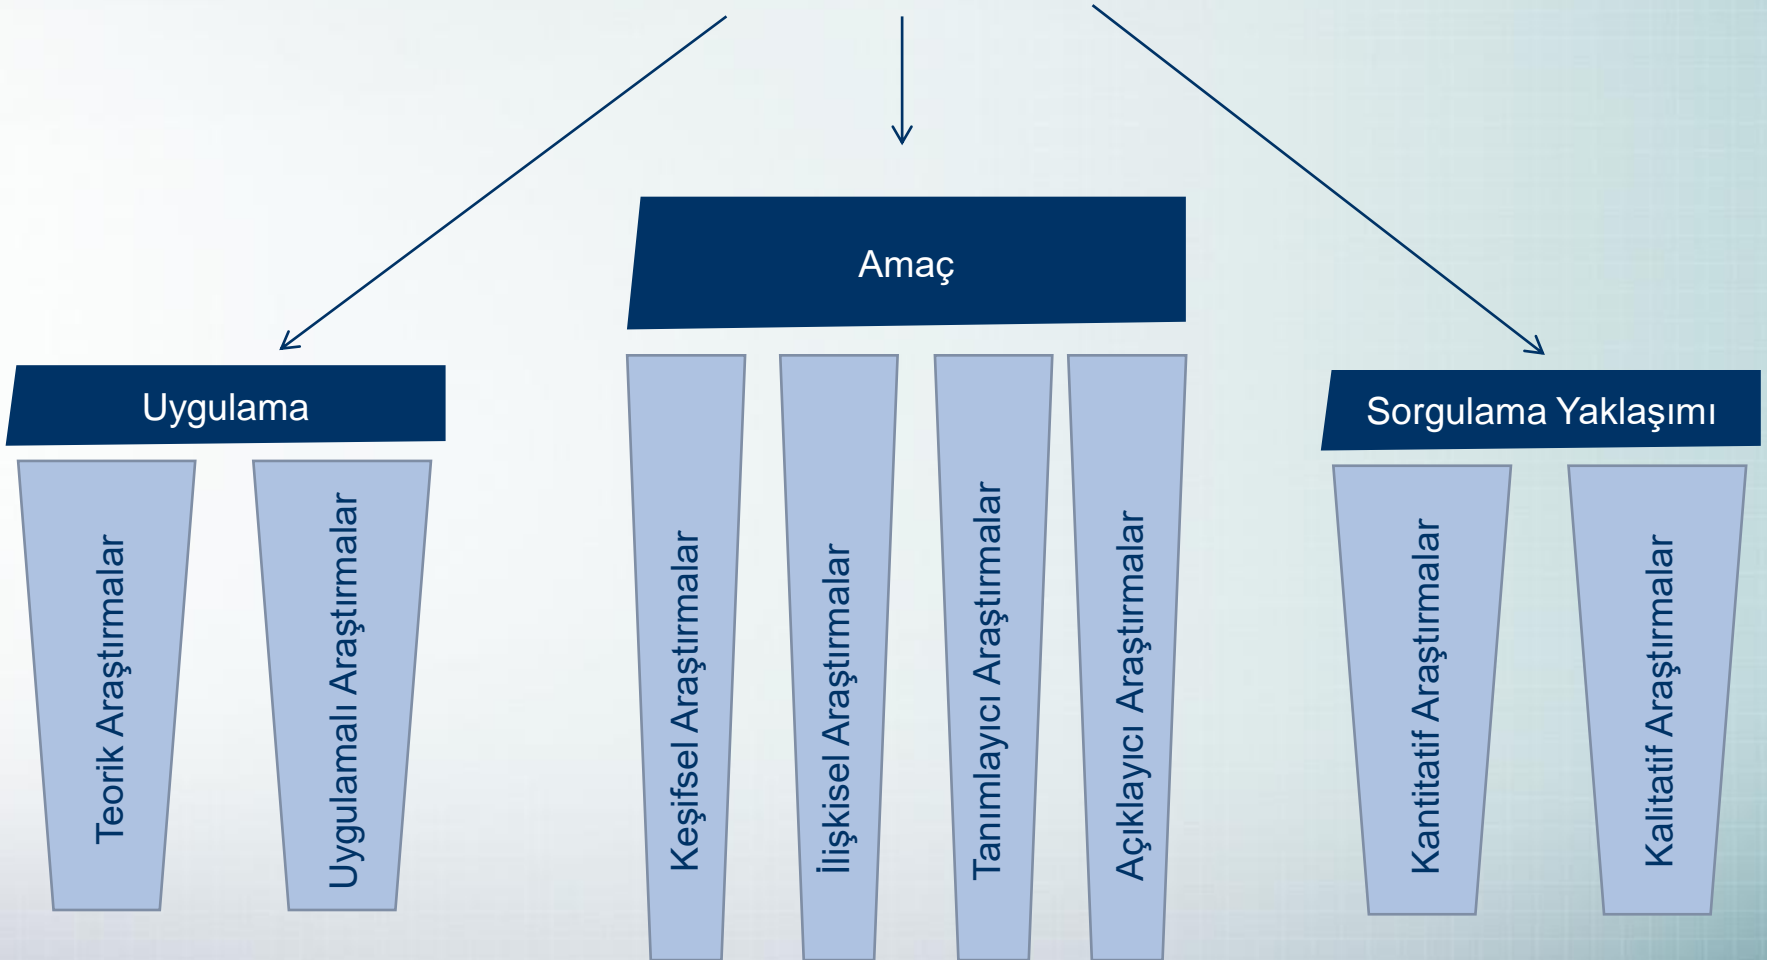 Amaç
Uygulama
Sorgulama Yaklaşımı
Teorik Araştırmalar
Uygulamalı Araştırmalar
Keşifsel Araştırmalar
İlişkisel Araştırmalar
Tanımlayıcı Araştırmalar
Açıklayıcı Araştırmalar
Kantitatif Araştırmalar
Kalitatif Araştırmalar